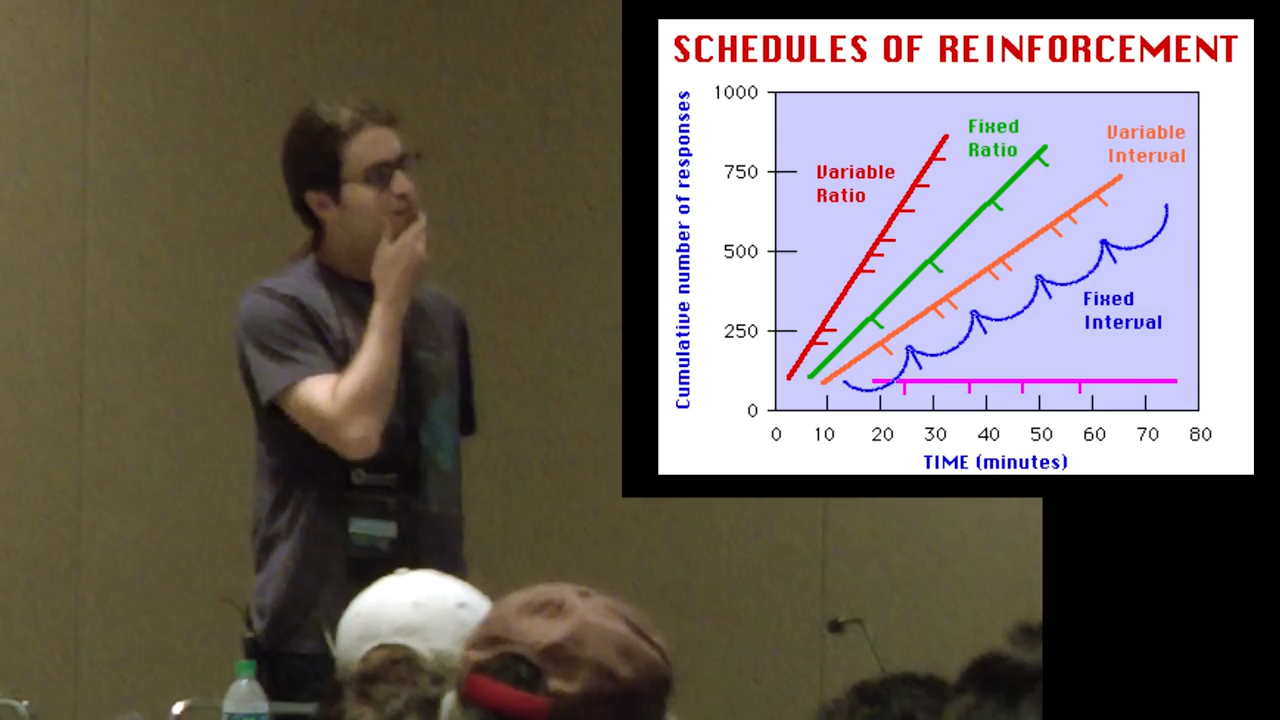 SCHEDULES OF REINFORCEMENT
Cumulative number of responses
1000
750
500
250
0
Variable
Ratio
Fixed
Ratio
Variable
Interval
Fixed
Interval
0 10 20 30 40 50 60 70 80
TIME (minutes)